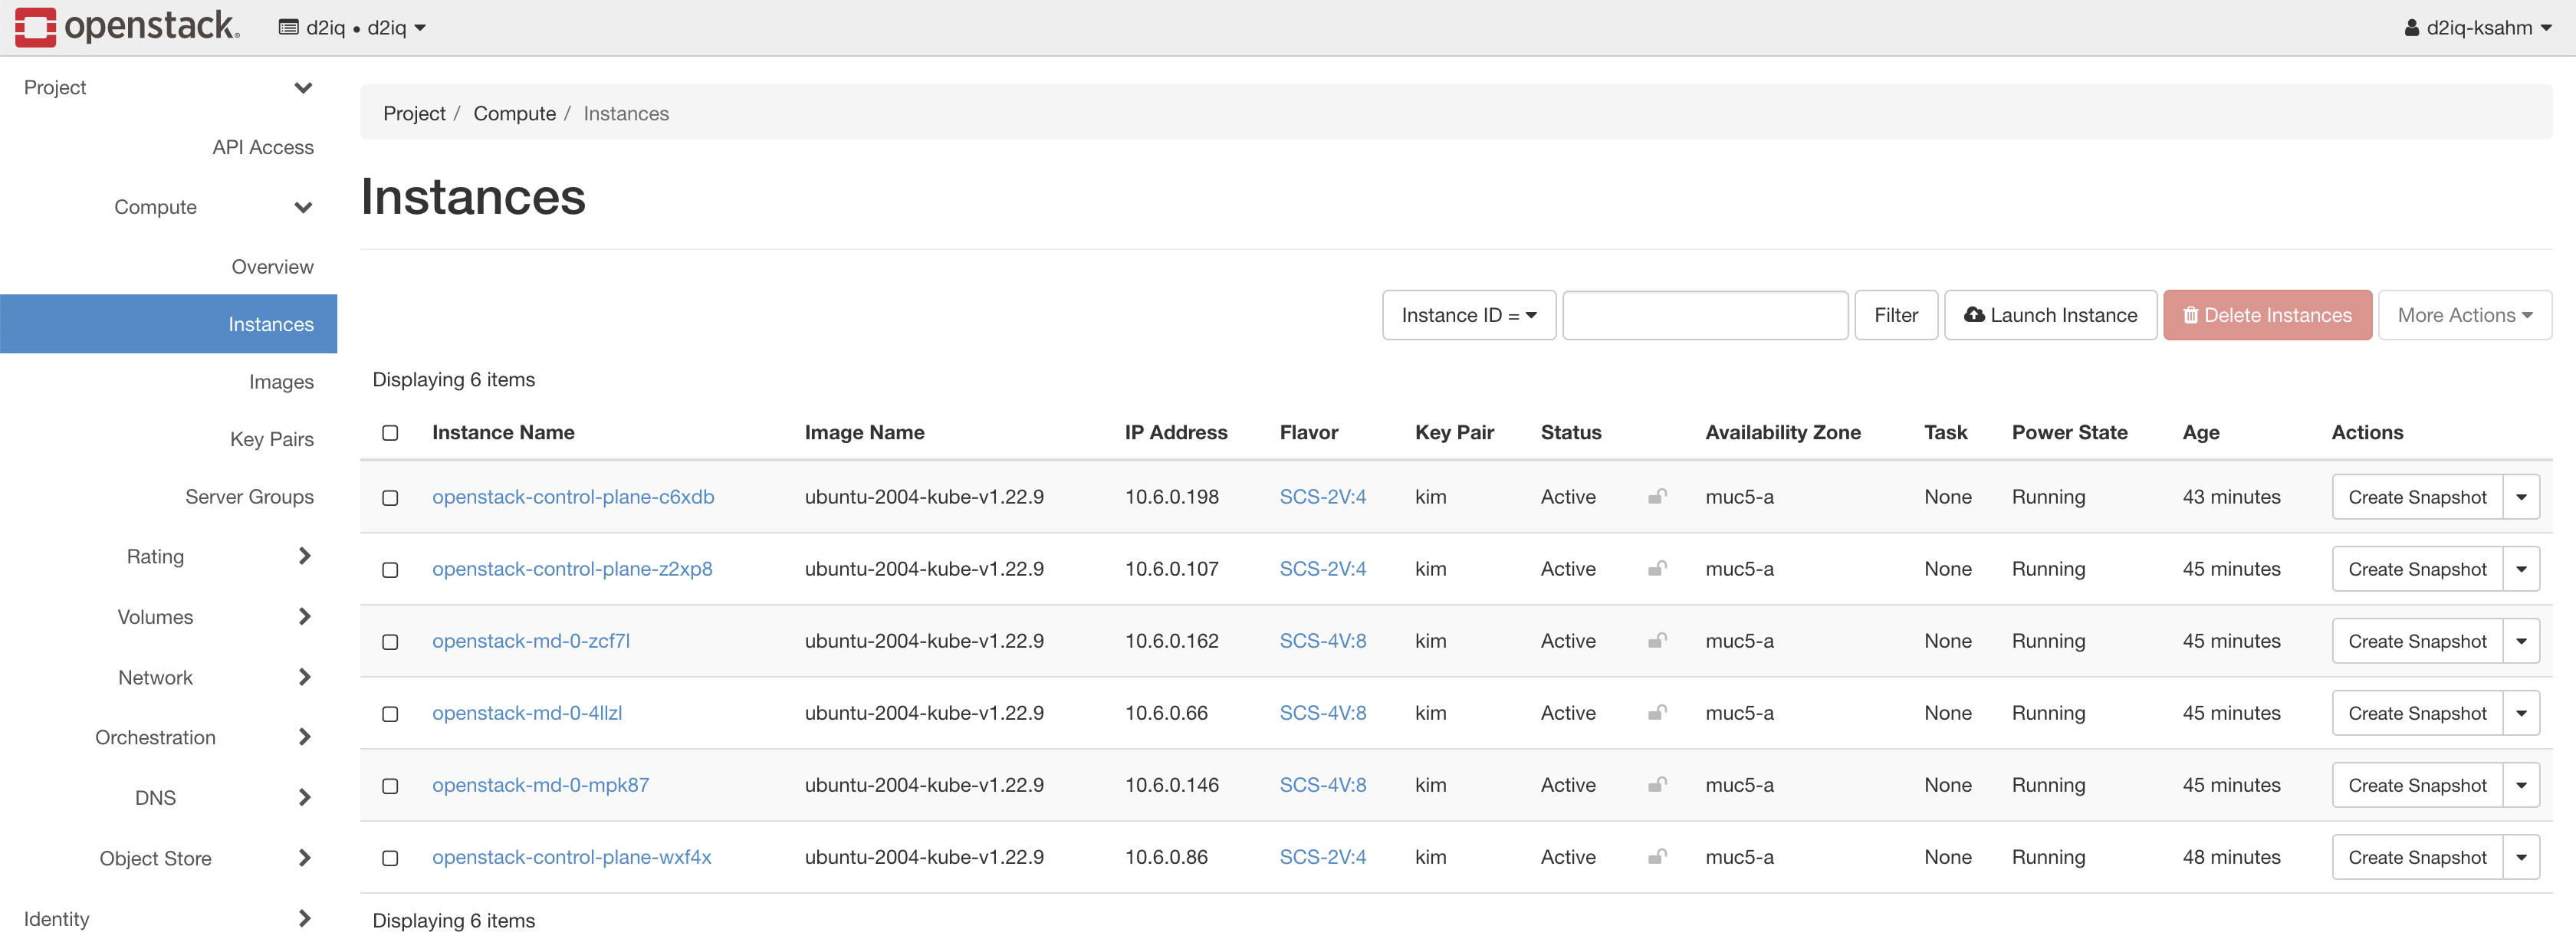 openstack. d2iq • d2iq d2iq-ksahm
Project
API Access
Compute
Overview
Instances
Images
Key Pairs
Server Groups
Rating
Volumes
Network
Orchestration
DNS
Object Store
Identity
Project / Compute / Instances
Instances
Instance ID = Filter Launch Instance Delete Instances More Actions
Displaying 6 items
Instance Name Image Name IP Address Flavor Key Pair Status Availability Zone Task Power State Age Actions
openstack-control-plane-c6xdb ubuntu-2004-kube-v1.22.9 10.6.0.198 SCS-2V:4 kim Active muc5-a None Running 43 minutes Create Snapshot
openstack-control-plane-z2xp8 ubuntu-2004-kube-v1.22.9 10.6.0.107 SCS-2V:4 kim Active muc5-a None Running 45 minutes Create Snapshot
openstack-md-0-zcf7l ubuntu-2004-kube-v1.22.9 10.6.0.162 SCS-4V:8 kim Active muc5-a None Running 45 minutes Create Snapshot
openstack-md-0-4llzl ubuntu-2004-kube-v1.22.9 10.6.0.66 SCS-4V:8 kim Active muc5-a None Running 45 minutes Create Snapshot
openstack-md-0-mpk87 ubuntu-2004-kube-v1.22.9 10.6.0.146 SCS-4V:8 kim Active muc5-a None Running 45 minutes Create Snapshot
openstack-control-plane-wxf4x ubuntu-2004-kube-v1.22.9 10.6.0.86 SCS-2V:4 kim Active muc5-a None Running 48 minutes Create Snapshot
Displaying 6 items